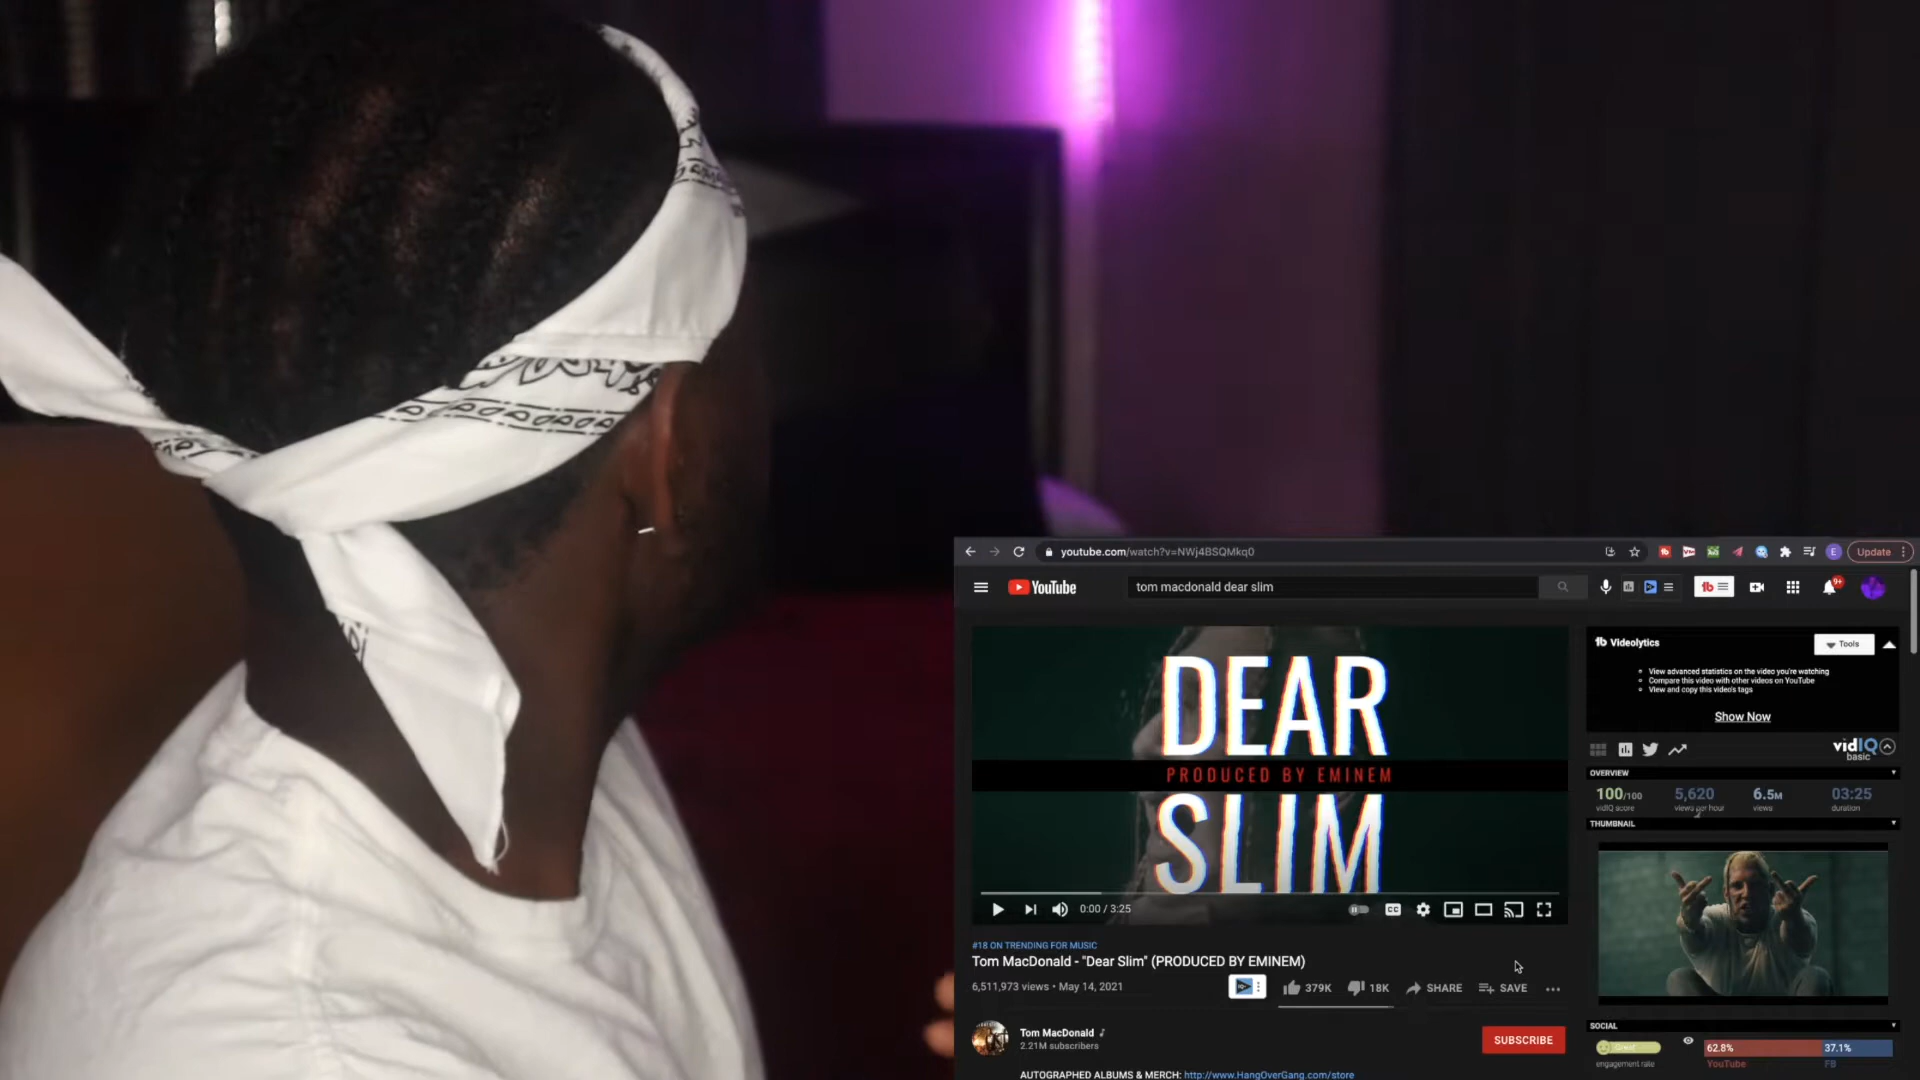 youtube.com/watch?v=NWj4BSQMkq0
E
Update
YouTube
tom macdonald dear slim
9+
DEAR
PRODUCED BY EMINEM
SLIM
0:00 / 3:25
CC
#18 ON TRENDING FOR MUSIC
Tom MacDonald - "Dear Slim" (PRODUCED BY EMINEM)
6,511,973 views • May 14, 2021
379K
18K
SHARE
SAVE
Tom MacDonald
2.21M subscribers
SUBSCRIBE
AUTOGRAPHED ALBUMS & MERCH: http://www.HangOverGang.com/store
tb Videolytics
Tools
View advanced statistics on the video you're watching
Compare this video with other videos on YouTube
View and copy this video's tags
Show Now
vidIQ
basic
OVERVIEW
100/100
vidIQ score
5,620
views per hour
6.5M
views
03:25
duration
THUMBNAIL
SOCIAL
engagement rate
62.8%
YouTube
37.1%
FB